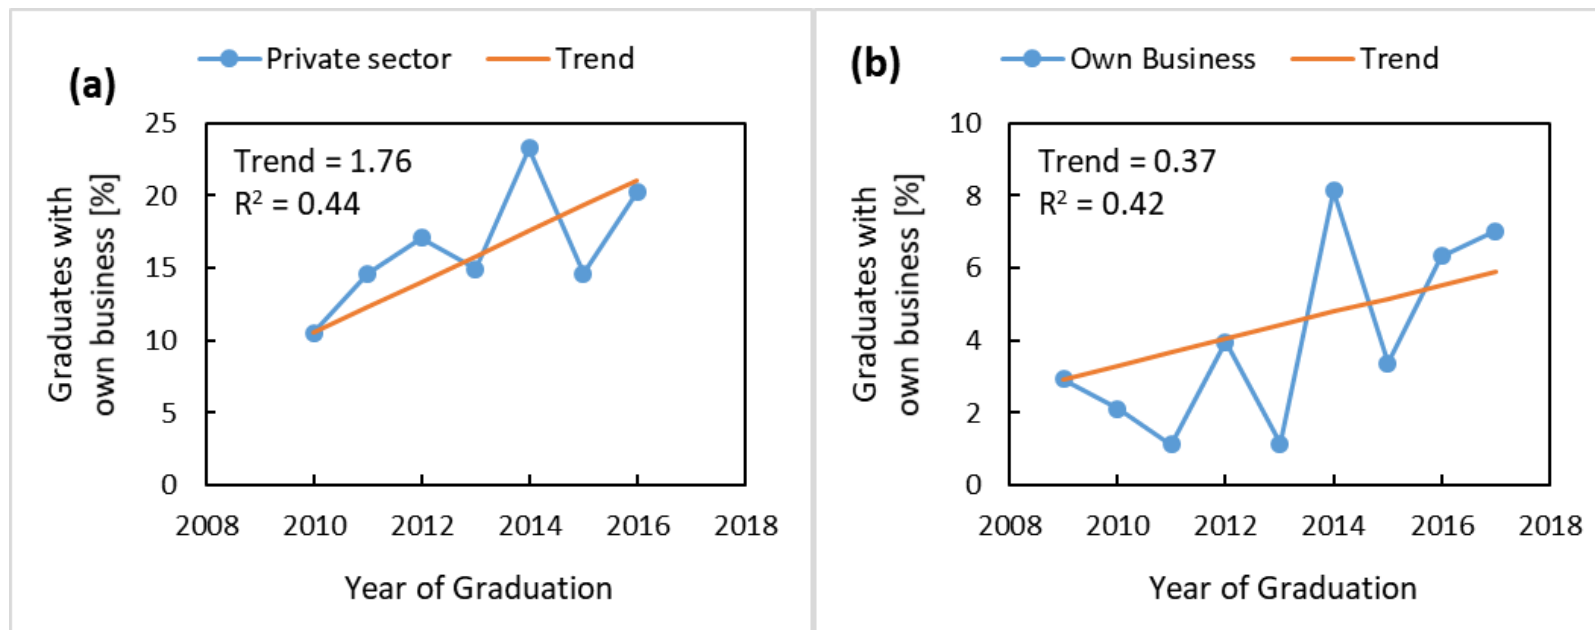 (a)
Private sector
Trend
Trend = 1.76
R² = 0.44
Graduates with
own business [%]
25
20
15
10
5
0
2008 2010 2012 2014 2016 2018
Year of Graduation
(b)
Own Business
Trend
Trend = 0.37
R² = 0.42
Graduates with
own business [%]
10
8
6
4
2
0
2008 2010 2012 2014 2016 2018
Year of Graduation